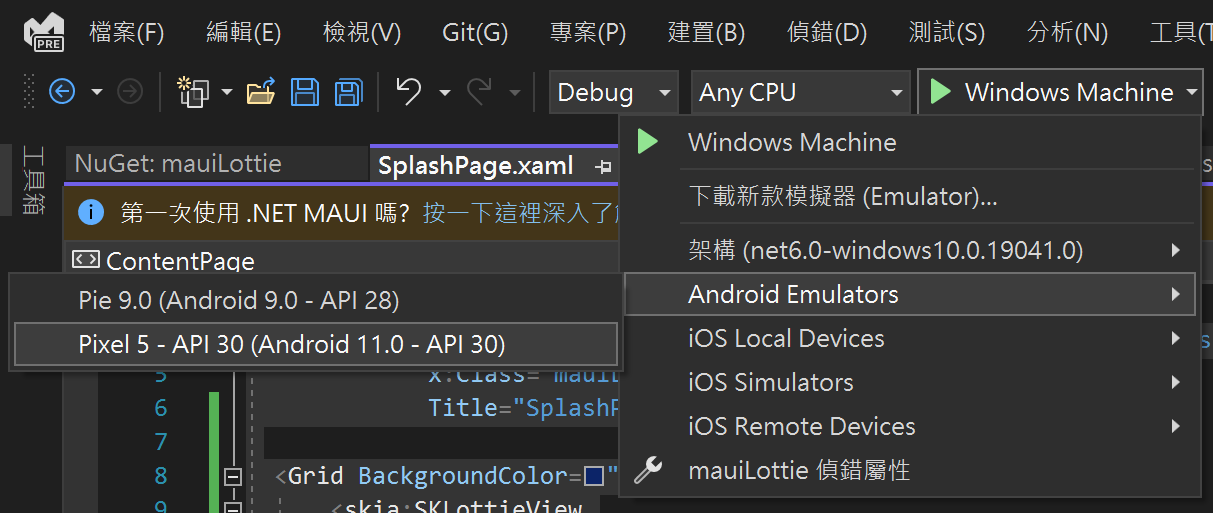 PRE
檔案(F) 編輯(E) 檢視(V) Git(G) 專案(P) 建置(B) 偵錯(D) 測試(S) 分析(N) 工具(T
Debug Any CPU Windows Machine
工具箱
NuGet: mauiLottie SplashPage.xaml
Windows Machine
第一次使用 .NET MAUI 嗎? 按一下這裡深入了
下載新款模擬器 (Emulator)...
ContentPage
架構 (net6.0-windows10.0.19041.0)
Android Emulators
Pie 9.0 (Android 9.0 - API 28)
Pixel 5 - API 30 (Android 11.0 - API 30)
iOS Local Devices
iOS Simulators
iOS Remote Devices
mauiLottie 偵錯屬性
5 x:Class="mauiL
6 Title="SplashP
7
8 <Grid BackgroundColor="
9 <skia:SKLottieView